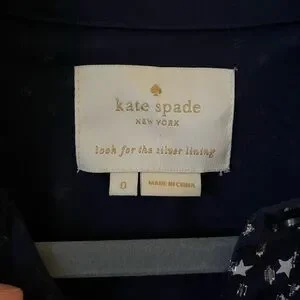 kate spade
NEW YORK
look for the silver lining
0
MADE IN CHINA